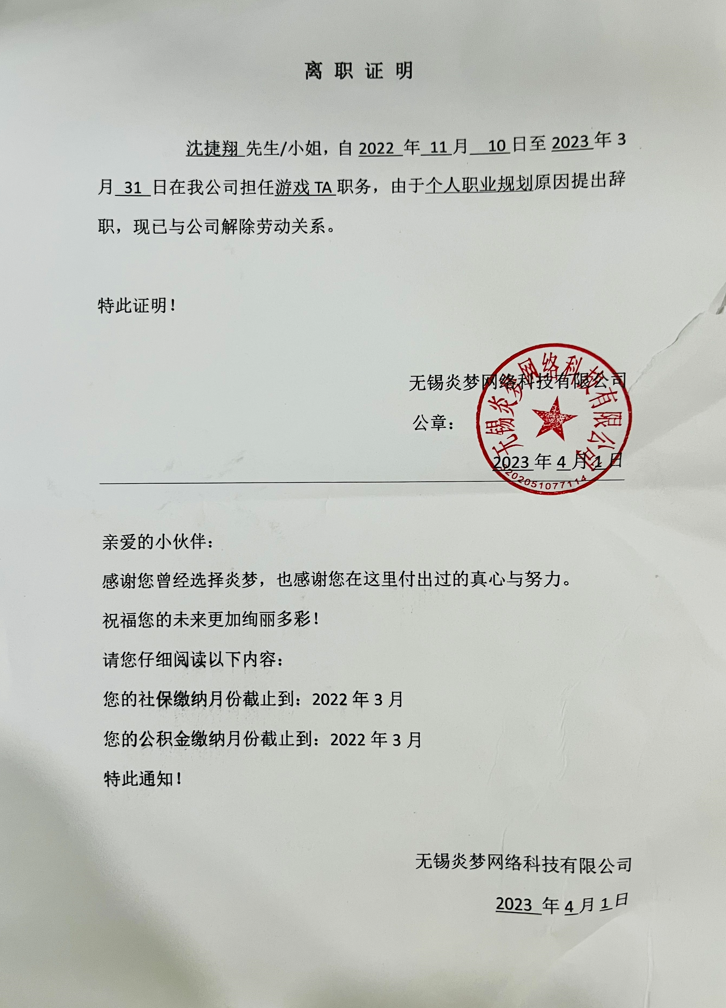 离 职 证 明
沈捷翔 先生/小姐，自 2022 年 11 月 10 日至 2023 年 3
月 31 日在我公司担任游戏 TA 职务，由于个人职业规划原因提出辞
职，现已与公司解除劳动关系。
特此证明！
无锡炎梦网络科技有限公司
公章：
2023 年 4 月 1 日
无锡炎梦网络科技有限公司
亲爱的小伙伴：
感谢您曾经选择炎梦，也感谢您在这里付出过的真心与努力。
祝福您的未来更加绚丽多彩！
请您仔细阅读以下内容：
您的社保缴纳月份截止到：2022 年 3 月
您的公积金缴纳月份截止到：2022 年 3 月
特此通知！
无锡炎梦网络科技有限公司
2023 年 4 月 1 日